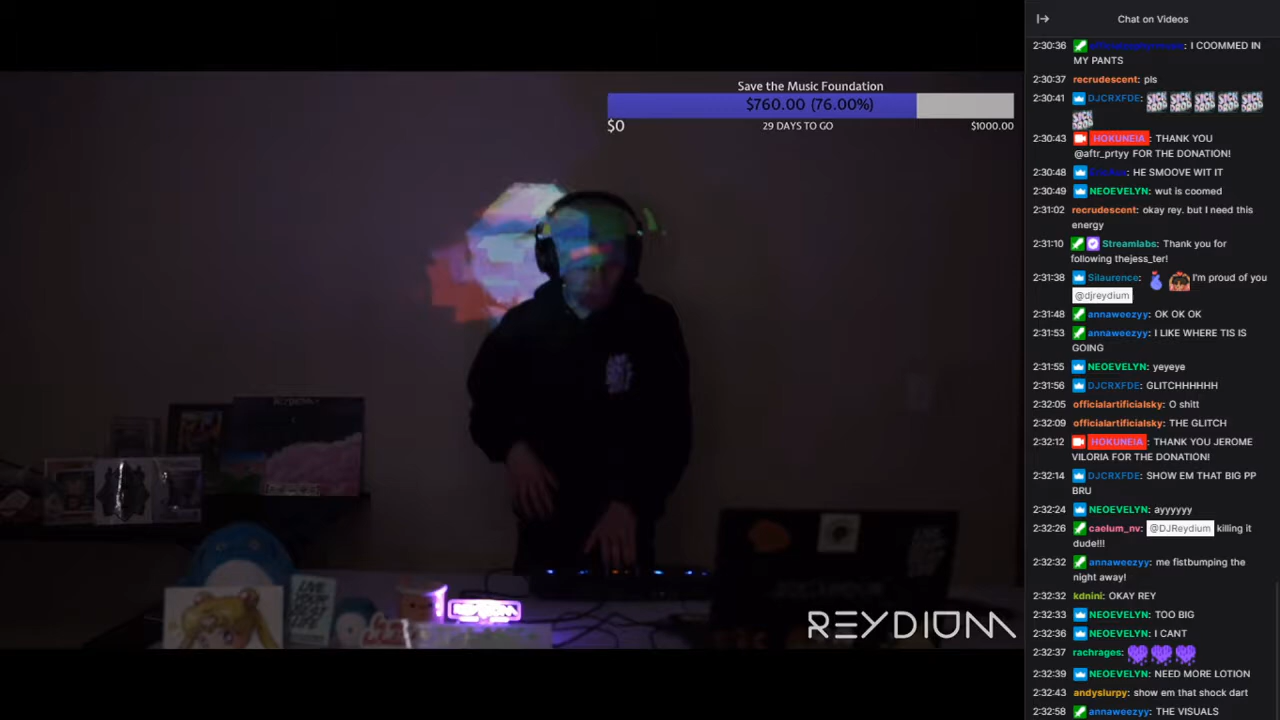 Save the Music Foundation
$760.00 (76.00%)
$0
29 DAYS TO GO
$1000.00
REYDIUM
REYDIUM
Chat on Videos
2:30:36
: I COOMMED IN
MY PANTS
2:30:37 recrudescent: pls
2:30:41 DJCRXFDE:
2:30:43 HOKUNEIA: THANK YOU
@aftr_prtyy FOR THE DONATION!
2:30:48
: HE SMOOVE WIT IT
2:30:49 NEOEVELYN: wut is coomed
2:31:02 recrudescent: okay rey. but I need this
energy
2:31:10 Streamlabs: Thank you for
following thejess_ter!
2:31:38 Silaurence: I'm proud of you
@djreydium
2:31:48 annaweezyy: OK OK OK
2:31:53 annaweezyy: I LIKE WHERE TIS IS
GOING
2:31:55 NEOEVELYN: yeyeye
2:31:56 DJCRXFDE: GLITCHHHHHH
2:32:05 officialartificialsky: O shitt
2:32:09 officialartificialsky: THE GLITCH
2:32:12 HOKUNEIA: THANK YOU JEROME
VILORIA FOR THE DONATION!
2:32:14 DJCRXFDE: SHOW EM THAT BIG PP
BRU
2:32:24 NEOEVELYN: ayyyyyy
2:32:26 caelum_nv: @DJReydium killing it
dude!!!
2:32:32 annaweezyy: me fistbumping the
night away!
2:32:32 kdnini: OKAY REY
2:32:33 NEOEVELYN: TOO BIG
2:32:36 NEOEVELYN: I CANT
2:32:37 rachrages:
2:32:39 NEOEVELYN: NEED MORE LOTION
2:32:43 andyslurpy: show em that shock dart
2:32:58 annaweezyy: THE VISUALS